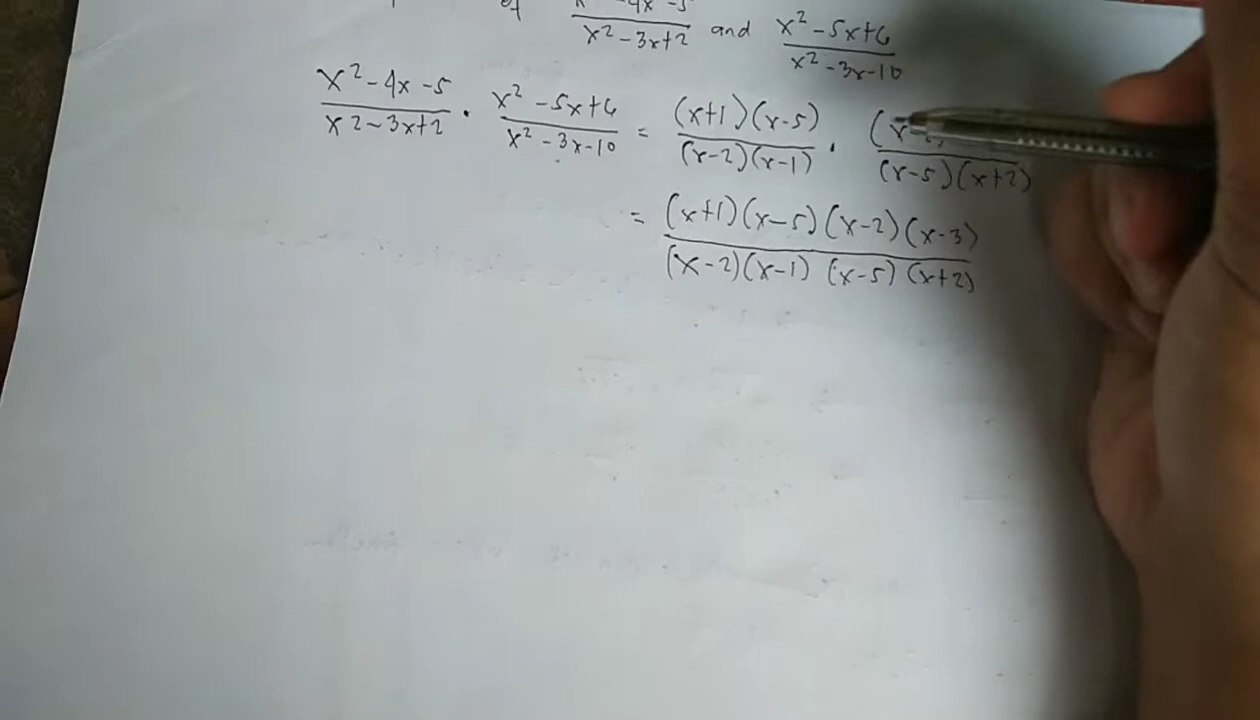 of x² - 4x - 5 / x² - 3x + 2 and x² - 5x + 6 / x² - 3x - 10
x² - 4x - 5 / x² - 3x + 2 · x² - 5x + 6 / x² - 3x - 10 = (x+1)(x-5) / (x-2)(x-1) · (x- / (x-5)(x+2)
= (x+1)(x-5)(x-2)(x-3) / (x-2)(x-1)(x-5)(x+2)